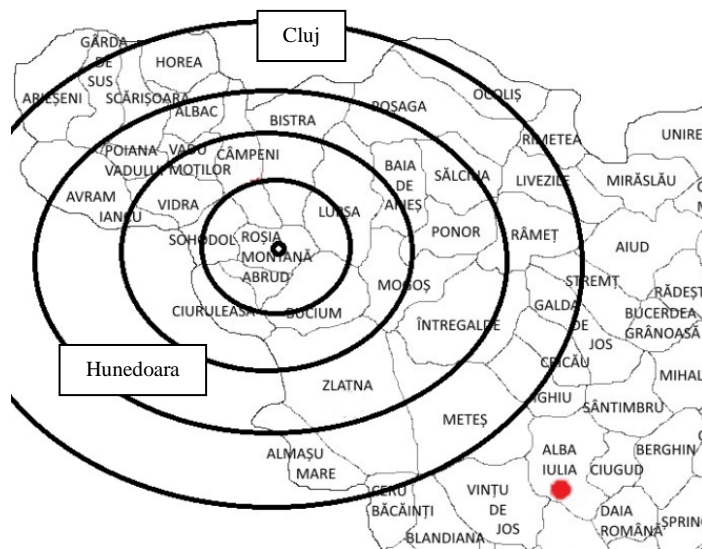 Cluj
GÂRDA
DE
SUS
HOREA
ARIEȘENI
SCĂRIȘOARA
ALBAC
OCOLIȘ
POȘAGA
BISTRA
RIMETEA
UNIRE
POIANA
VADULUI
VADU
MOȚILOR
CÂMPENI
BAIA
DE
ARIEȘ
SĂLCIUA
LIVEZILE
MIRĂSLĂU
AVRAM
IANCU
VIDRA
LUPȘA
SOHODOL
ROȘIA
MONTANĂ
ABRUD
PONOR
RÂMEȚ
AIUD
MOGOȘ
STREMȚ
RĂDEȘT
CIURULEASA
BUCIUM
ÎNTREGALDE
GALDA
DE
JOS
BUCERDEA
GRÂNOASĂ
Hunedoara
CRICĂU
ZLATNA
IGHIU
MIHAL
SÂNTIMBRU
METEȘ
ALMAȘU
MARE
ALBA
IULIA
CIUGUD
BERGHIN
CERU
BĂCĂINȚI
VINȚU
DE
JOS
DAIA
ROMÂNĂ
ȘPRING
BLANDIANA